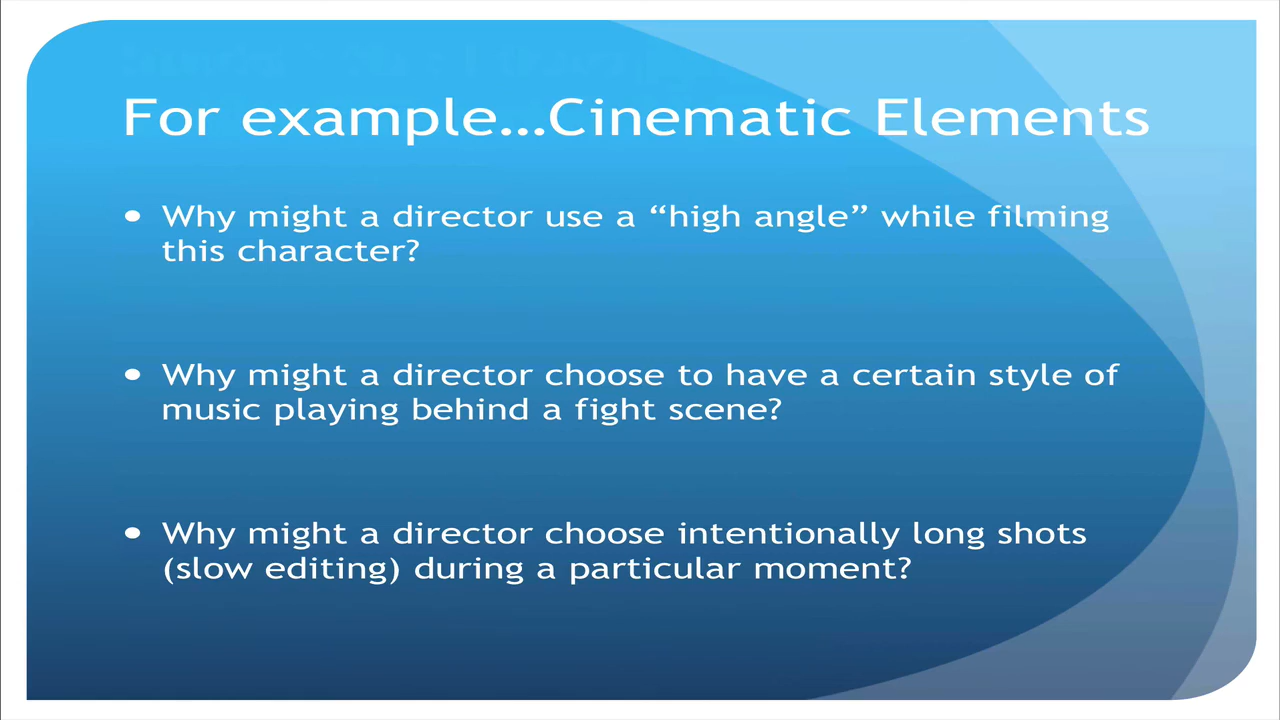 For example...Cinematic Elements
• Why might a director use a “high angle” while filming
this character?
• Why might a director choose to have a certain style of
music playing behind a fight scene?
• Why might a director choose intentionally long shots
(slow editing) during a particular moment?